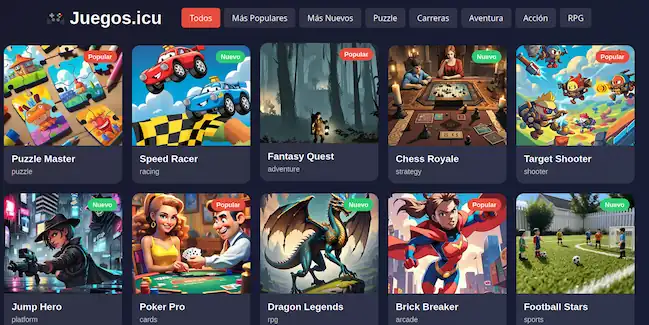 Juegos.icu
Todos
Más Populares
Más Nuevos
Puzzle
Carreras
Aventura
Acción
RPG
Popular
Nuevo
Popular
Nuevo
Popular
Puzzle Master
Speed Racer
Fantasy Quest
Chess Royale
Target Shooter
puzzle
racing
adventure
strategy
shooter
Nuevo
Popular
Nuevo
Popular
Nuevo
Jump Hero
Poker Pro
Dragon Legends
Brick Breaker
Football Stars
platform
cards
rpg
arcade
sports